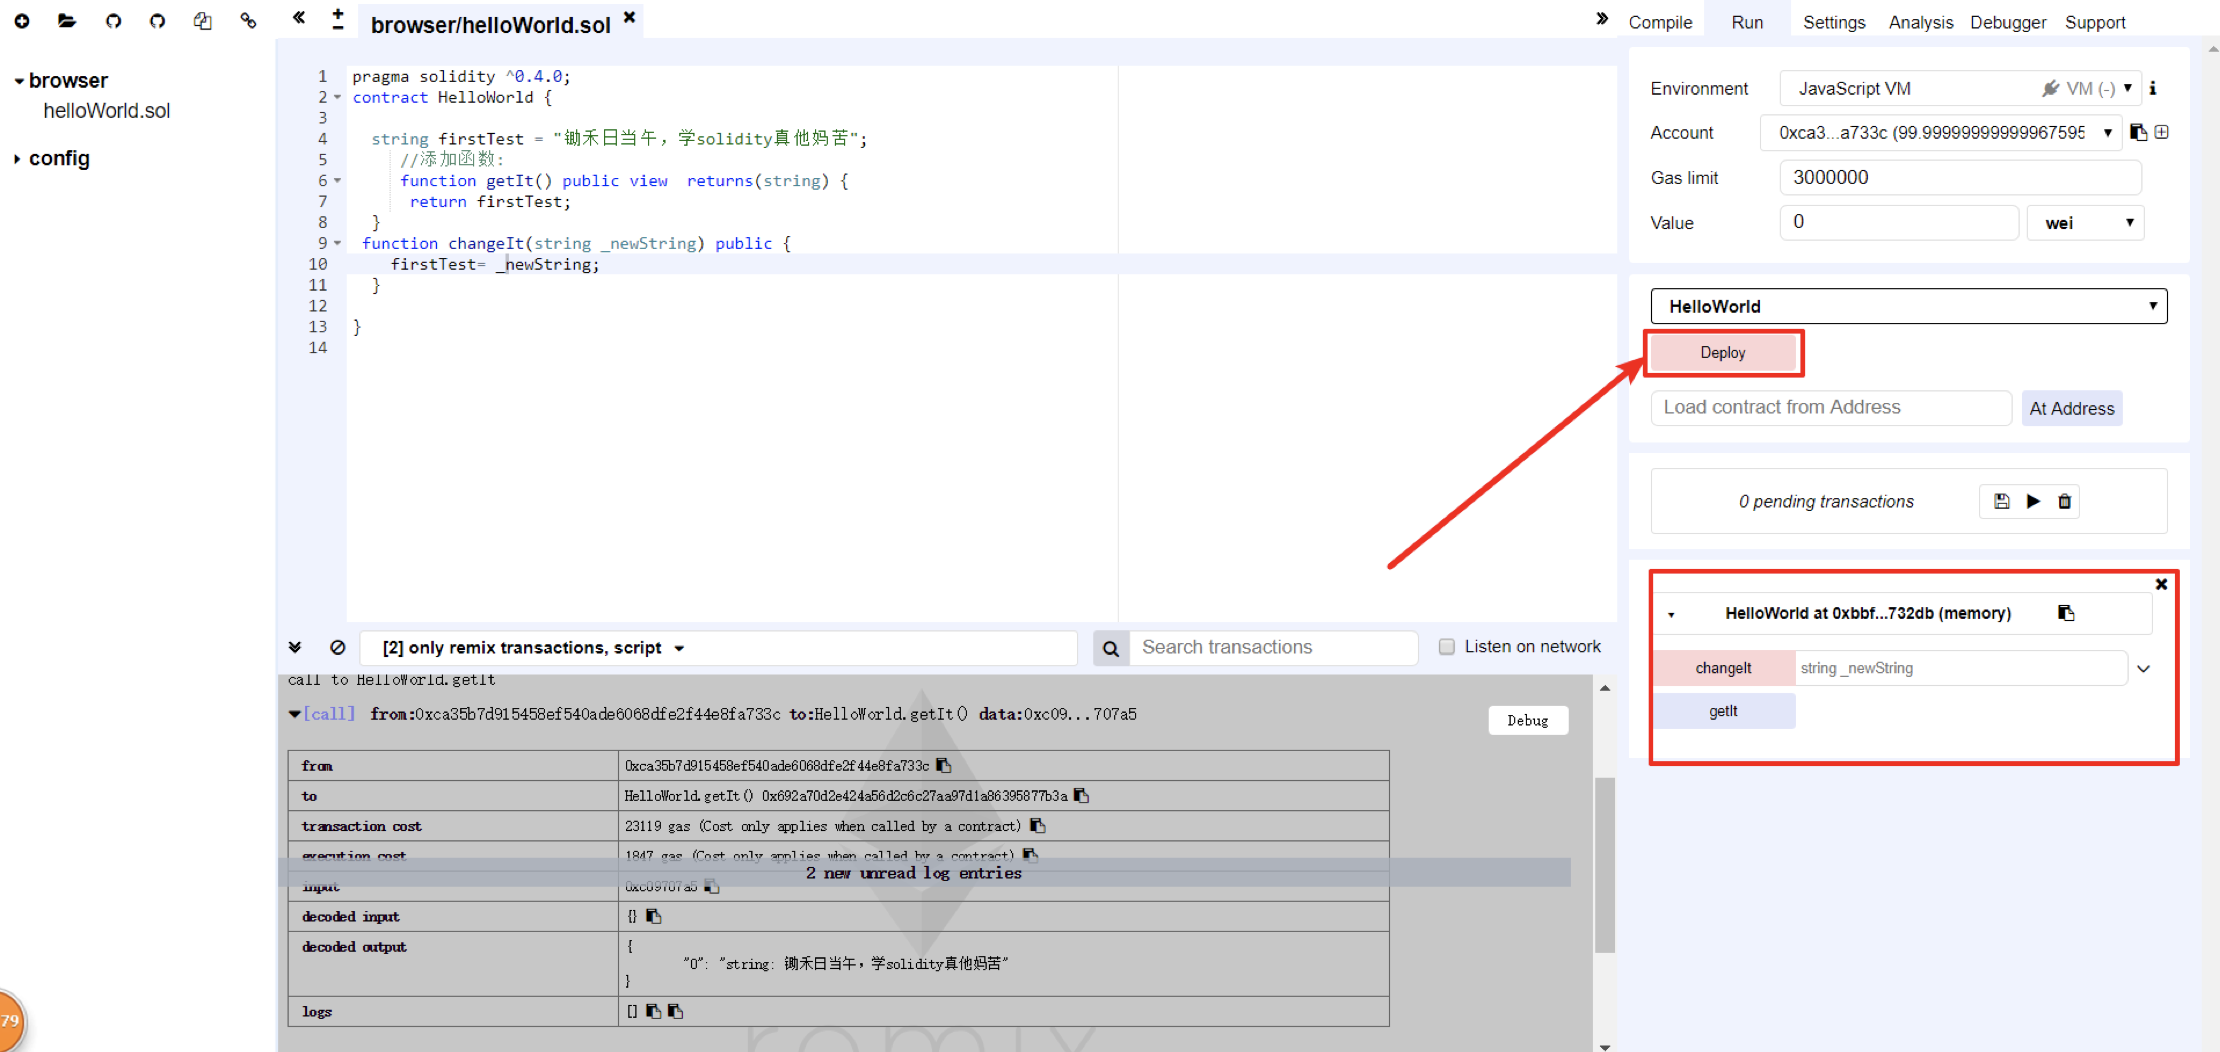 browser/helloWorld.sol
browser
helloWorld.sol
config
1 pragma solidity ^0.4.0;
2 contract HelloWorld {
3
4 string firstTest = "锄禾日当午，学solidity真他妈苦";
5 //添加函数:
6 function getIt() public view returns(string) {
7 return firstTest;
8 }
9 function changeIt(string _newString) public {
10 firstTest= _newString;
11 }
12
13 }
14
[2] only remix transactions, script
Search transactions
Listen on network
call to HelloWorld.getIt
[call] from:0xca35b7d915458ef540ade6068dfe2f44e8fa733c to:HelloWorld.getIt() data:0xc09...707a5
Debug
from 0xca35b7d915458ef540ade6068dfe2f44e8fa733c
to HelloWorld.getIt() 0x692a70d2e424a56d2c6c27aa97d1a86395877b3a
transaction cost 23119 gas (Cost only applies when called by a contract)
execution cost 1847 gas (Cost only applies when called by a contract)
2 new unread log entries
input 0xc09707a5
decoded input {}
decoded output {
"0": "string: 锄禾日当午，学solidity真他妈苦"
}
logs []
remix
79
Compile Run Settings Analysis Debugger Support
Environment JavaScript VM VM (-)
Account 0xca3...a733c (99.99999999999967595
Gas limit 3000000
Value 0 wei
HelloWorld
Deploy
Load contract from Address At Address
0 pending transactions
HelloWorld at 0xbbf...732db (memory)
changeIt string _newString
getIt